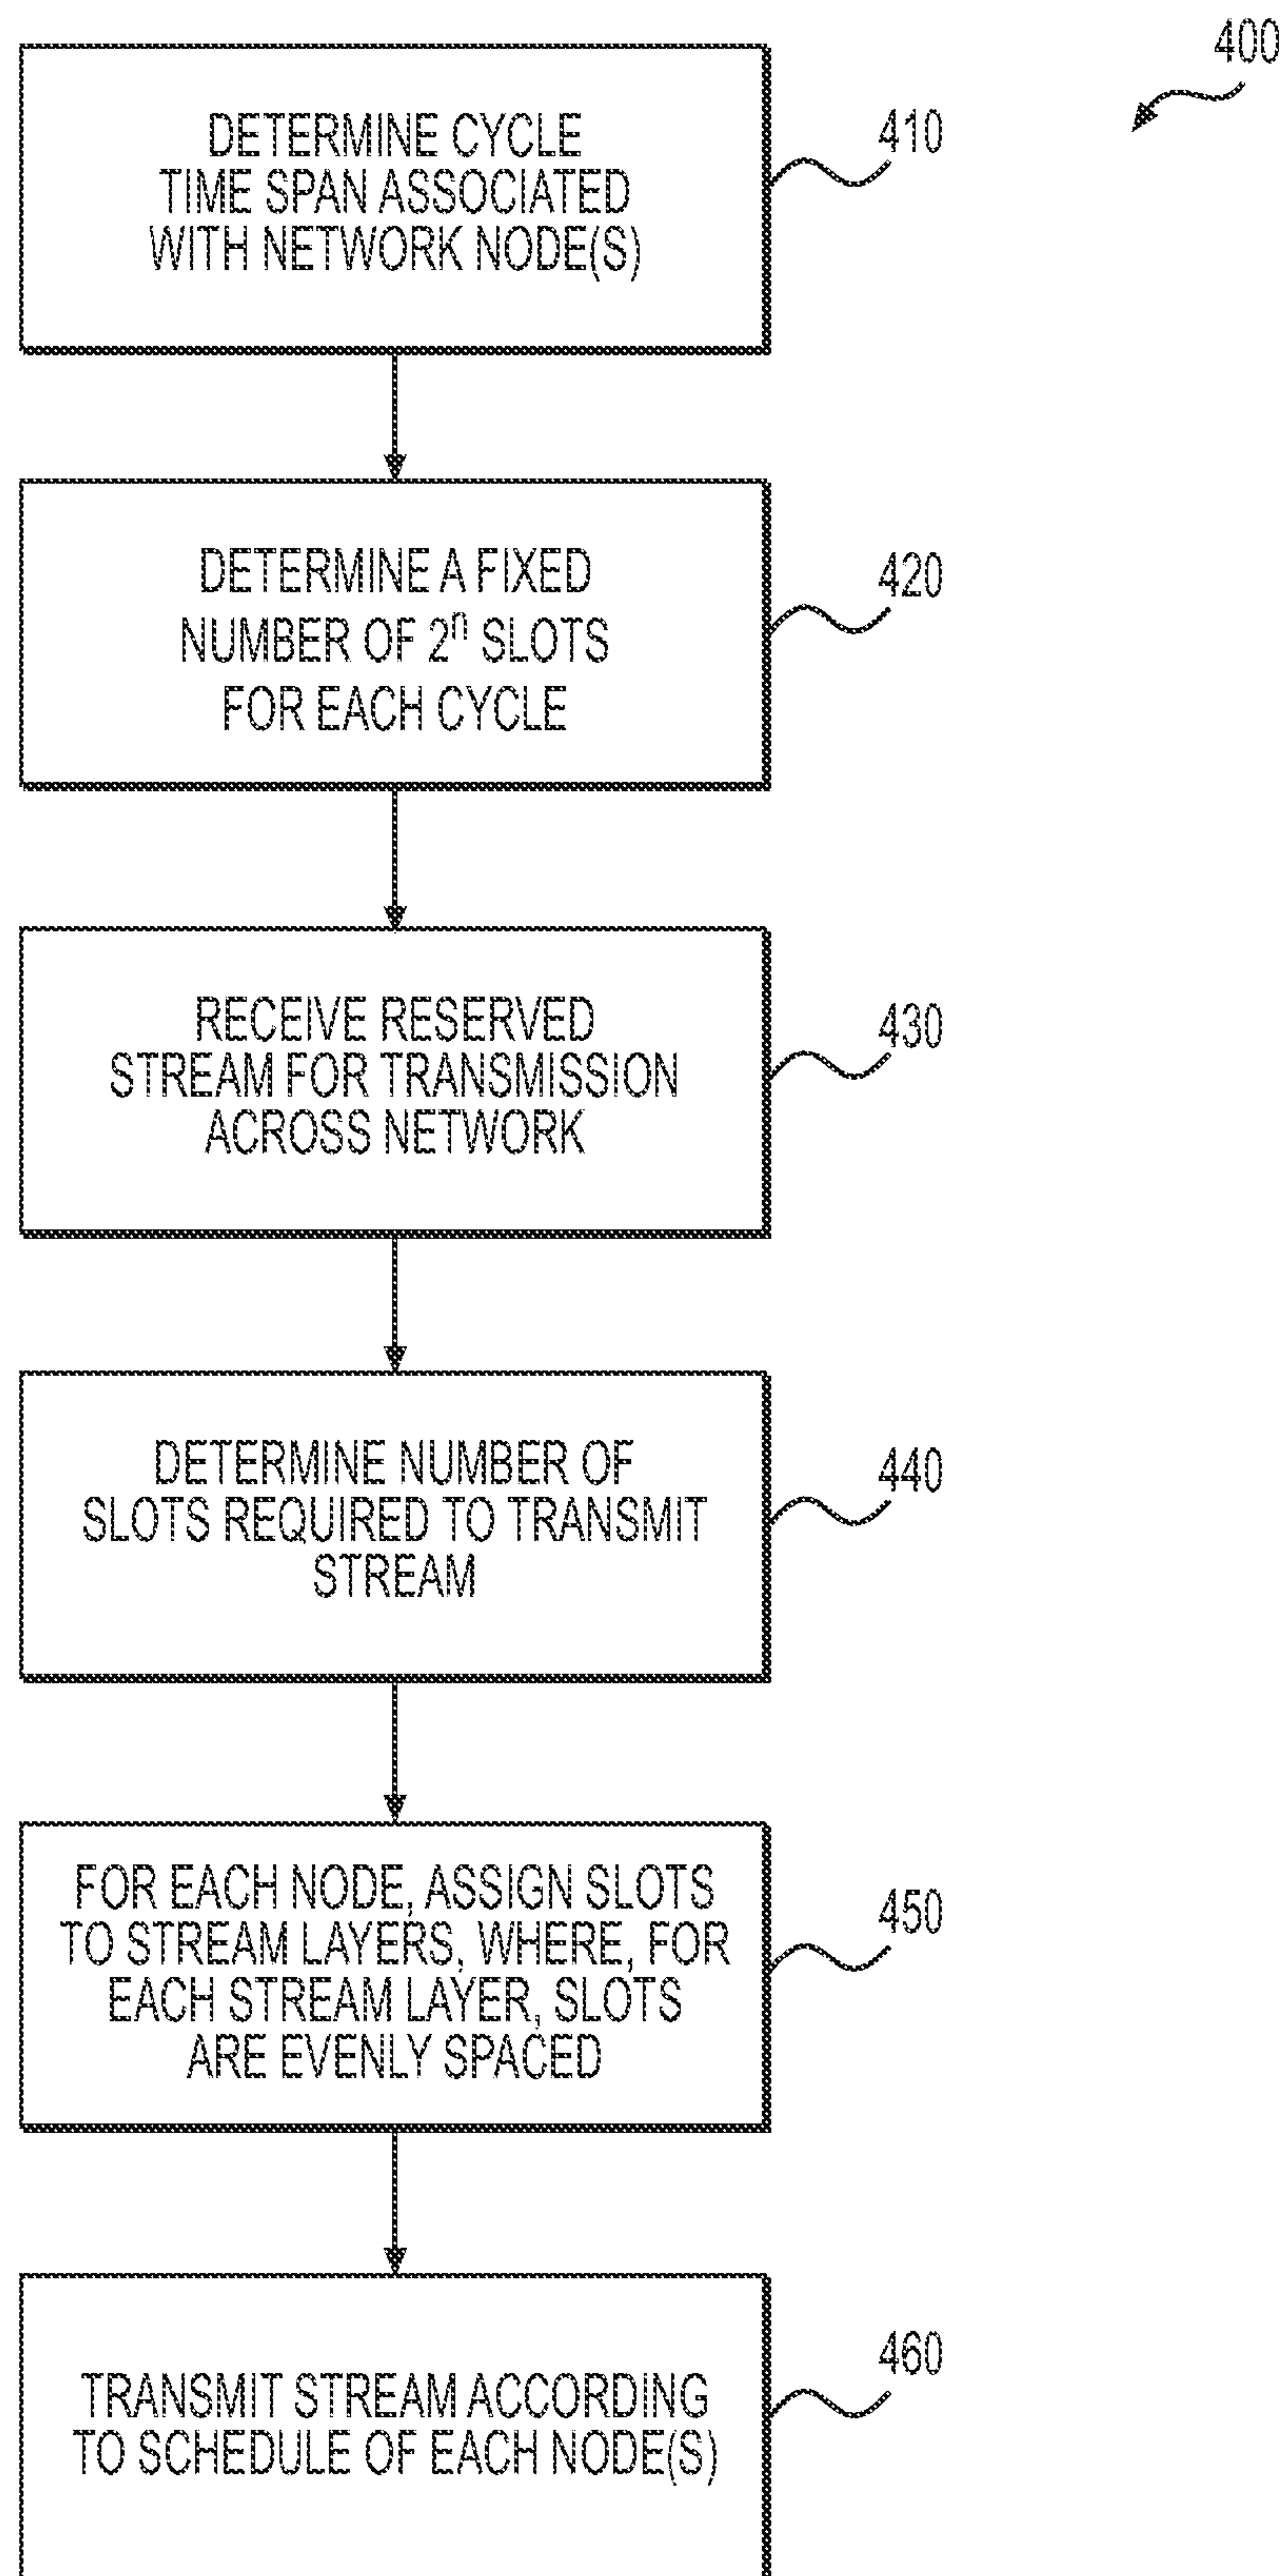 400
DETERMINE CYCLE
TIME SPAN ASSOCIATED
WITH NETWORK NODE(S)
410
DETERMINE A FIXED
NUMBER OF 2ⁿ SLOTS
FOR EACH CYCLE
420
RECEIVE RESERVED
STREAM FOR TRANSMISSION
ACROSS NETWORK
430
DETERMINE NUMBER OF
SLOTS REQUIRED TO TRANSMIT
STREAM
440
FOR EACH NODE, ASSIGN SLOTS
TO STREAM LAYERS, WHERE, FOR
EACH STREAM LAYER, SLOTS
ARE EVENLY SPACED
450
TRANSMIT STREAM ACCORDING
TO SCHEDULE OF EACH NODE(S)
460